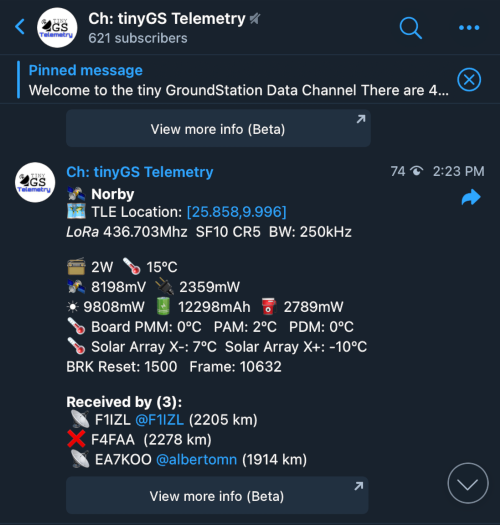 Ch: tinyGS Telemetry
621 subscribers
Pinned message
Welcome to the tiny GroundStation Data Channel There are 4...
View more info (Beta)
Ch: tinyGS Telemetry
74 2:23 PM
Norby
TLE Location: [25.858,9.996]
LoRa 436.703Mhz SF10 CR5 BW: 250kHz
2W 15ºC
8198mV 2359mW
9808mW 12298mAh 2789mW
Board PMM: 0ºC PAM: 2ºC PDM: 0ºC
Solar Array X-: 7ºC Solar Array X+: -10ºC
BRK Reset: 1500 Frame: 10632
Received by (3):
F1IZL @F1IZL (2205 km)
F4FAA (2278 km)
EA7KOO @albertomn (1914 km)
View more info (Beta)
TINY
GS
Telemetry
TINY
GS
Telemetry